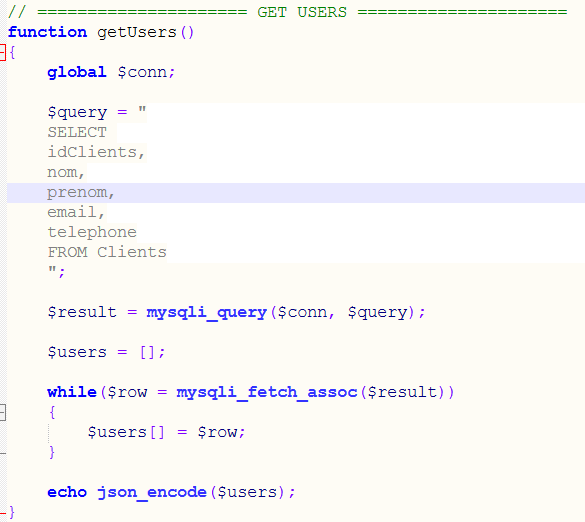 // ===================== GET USERS =====================
function getUsers()
{
    global $conn;

    $query = "
    SELECT
    idClients,
    nom,
    prenom,
    email,
    telephone
    FROM Clients
    ";

    $result = mysqli_query($conn, $query);

    $users = [];

    while($row = mysqli_fetch_assoc($result))
    {
        $users[] = $row;
    }

    echo json_encode($users);
}